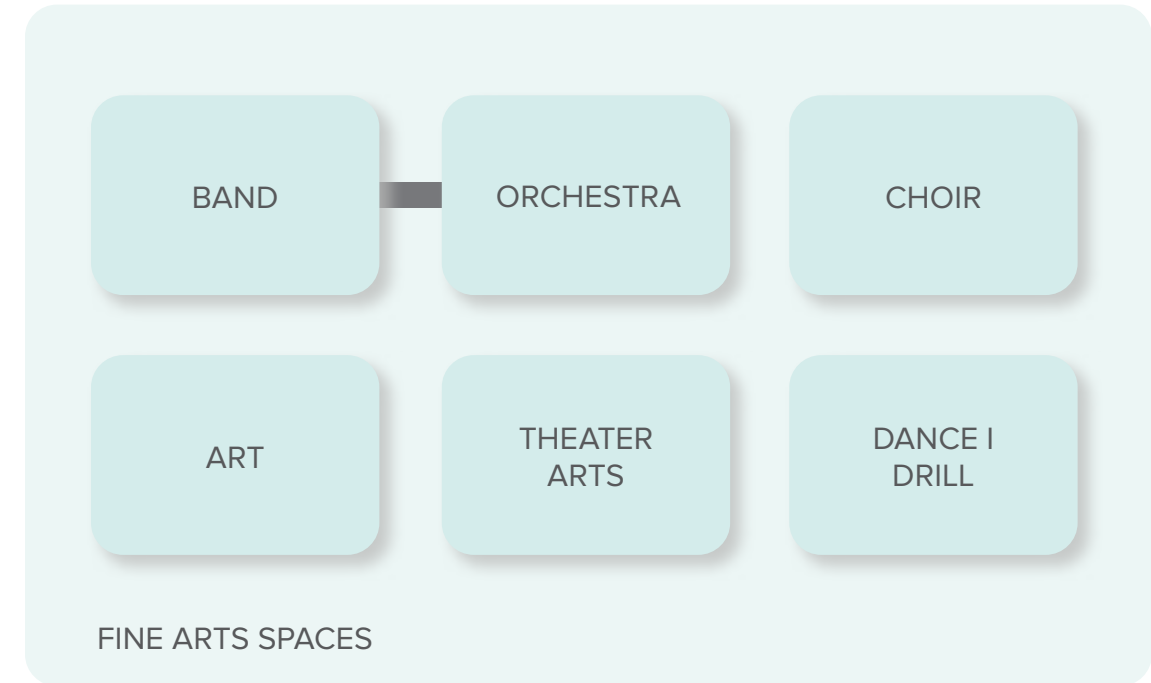 BAND
ORCHESTRA
CHOIR
ART
THEATER
ARTS
DANCE I
DRILL
FINE ARTS SPACES